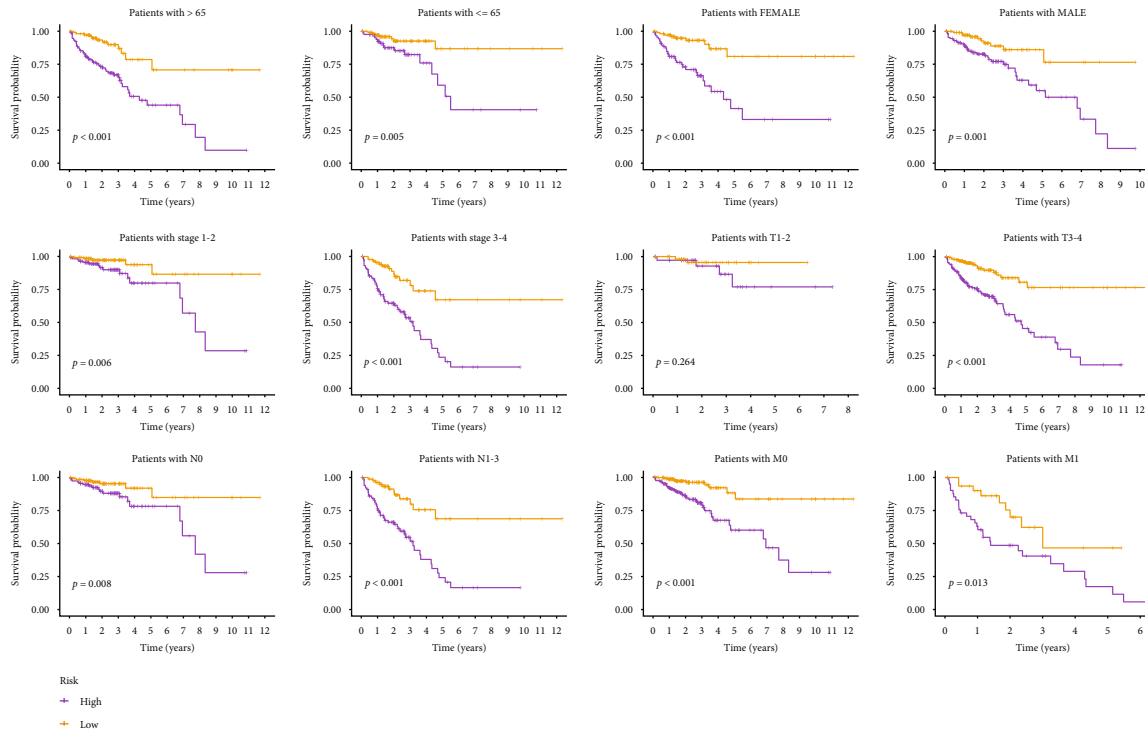 Patients with > 65
Survival probability
1.00
0.75
0.50
0.25
0.00
p < 0.001
0 1 2 3 4 5 6 7 8 9 10 11 12
Time (years)
Patients with <= 65
Survival probability
1.00
0.75
0.50
0.25
0.00
p = 0.005
0 1 2 3 4 5 6 7 8 9 10 11 12
Time (years)
Patients with FEMALE
Survival probability
1.00
0.75
0.50
0.25
0.00
p < 0.001
0 1 2 3 4 5 6 7 8 9 10 11 12
Time (years)
Patients with MALE
Survival probability
1.00
0.75
0.50
0.25
0.00
p = 0.001
0 1 2 3 4 5 6 7 8 9 10
Time (years)
Patients with stage 1-2
Survival probability
1.00
0.75
0.50
0.25
0.00
p = 0.006
0 1 2 3 4 5 6 7 8 9 10 11 12
Time (years)
Patients with stage 3-4
Survival probability
1.00
0.75
0.50
0.25
0.00
p < 0.001
0 1 2 3 4 5 6 7 8 9 10 11 12
Time (years)
Patients with T1-2
Survival probability
1.00
0.75
0.50
0.25
0.00
p = 0.264
0 1 2 3 4 5 6 7 8
Time (years)
Patients with T3-4
Survival probability
1.00
0.75
0.50
0.25
0.00
p < 0.001
0 1 2 3 4 5 6 7 8 9 10 11 12
Time (years)
Patients with N0
Survival probability
1.00
0.75
0.50
0.25
0.00
p = 0.008
0 1 2 3 4 5 6 7 8 9 10 11 12
Time (years)
Patients with N1-3
Survival probability
1.00
0.75
0.50
0.25
0.00
p < 0.001
0 1 2 3 4 5 6 7 8 9 10 11 12
Time (years)
Patients with M0
Survival probability
1.00
0.75
0.50
0.25
0.00
p < 0.001
0 1 2 3 4 5 6 7 8 9 10 11 12
Time (years)
Patients with M1
Survival probability
1.00
0.75
0.50
0.25
0.00
p = 0.013
0 1 2 3 4 5 6
Time (years)
Risk
High
Low